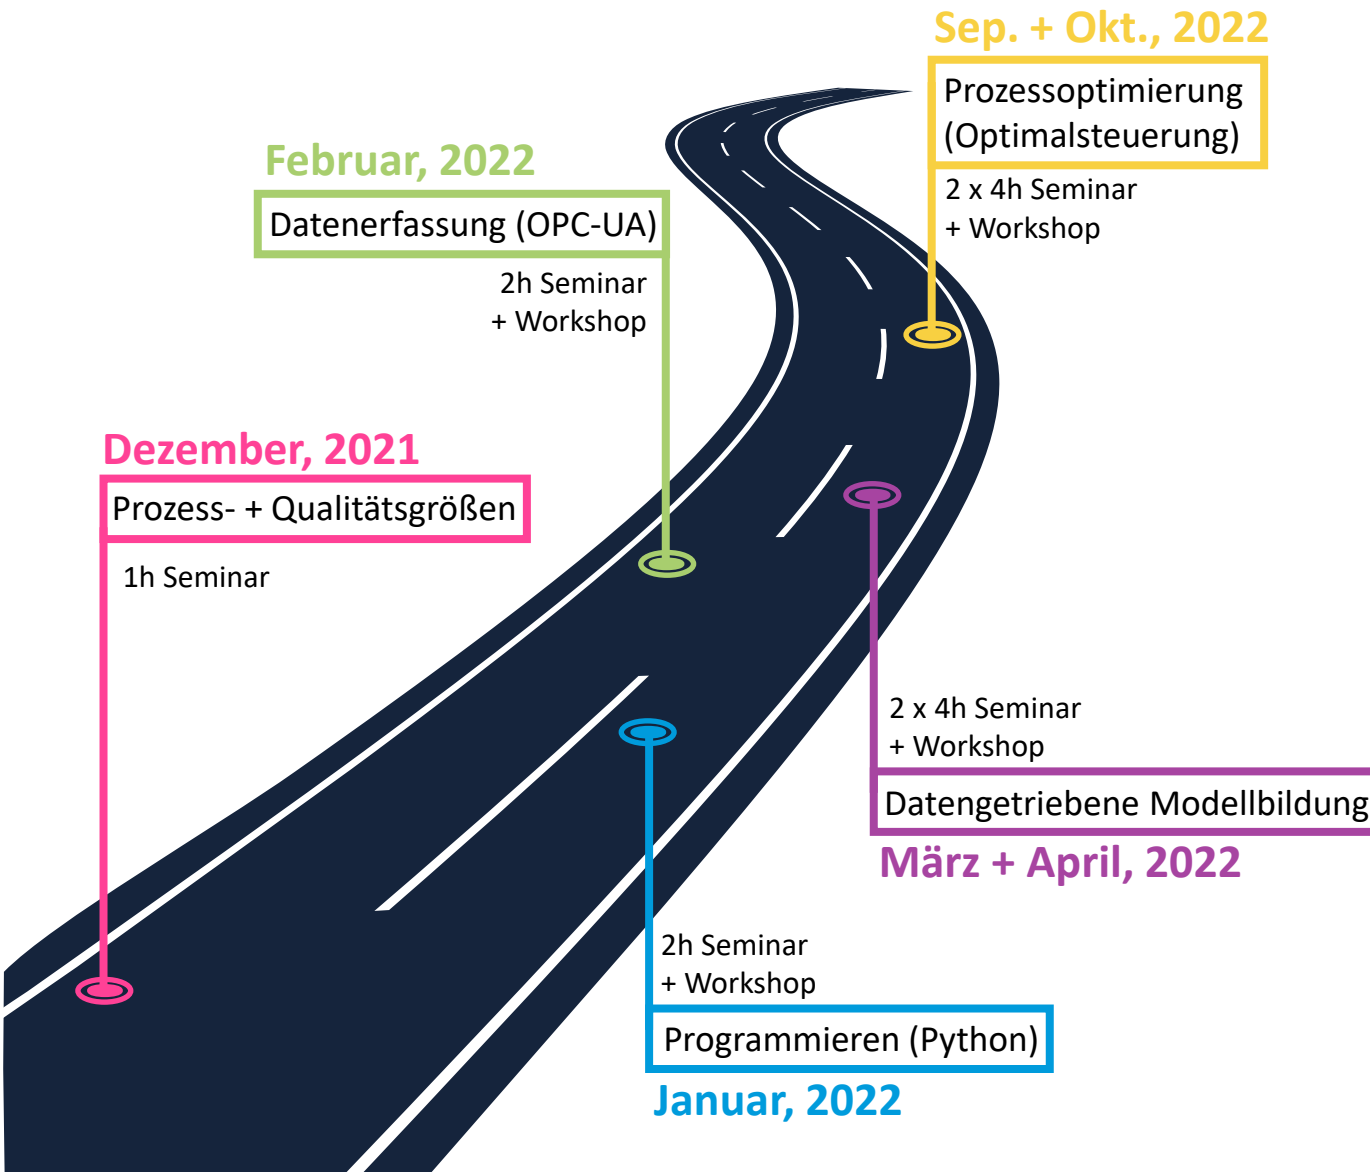 Sep. + Okt., 2022
Prozessoptimierung
(Optimalsteuerung)
2 x 4h Seminar
+ Workshop
Februar, 2022
Datenerfassung (OPC-UA)
2h Seminar
+ Workshop
Dezember, 2021
Prozess- + Qualitätsgrößen
1h Seminar
2 x 4h Seminar
+ Workshop
Datengetriebene Modellbildung
März + April, 2022
2h Seminar
+ Workshop
Programmieren (Python)
Januar, 2022